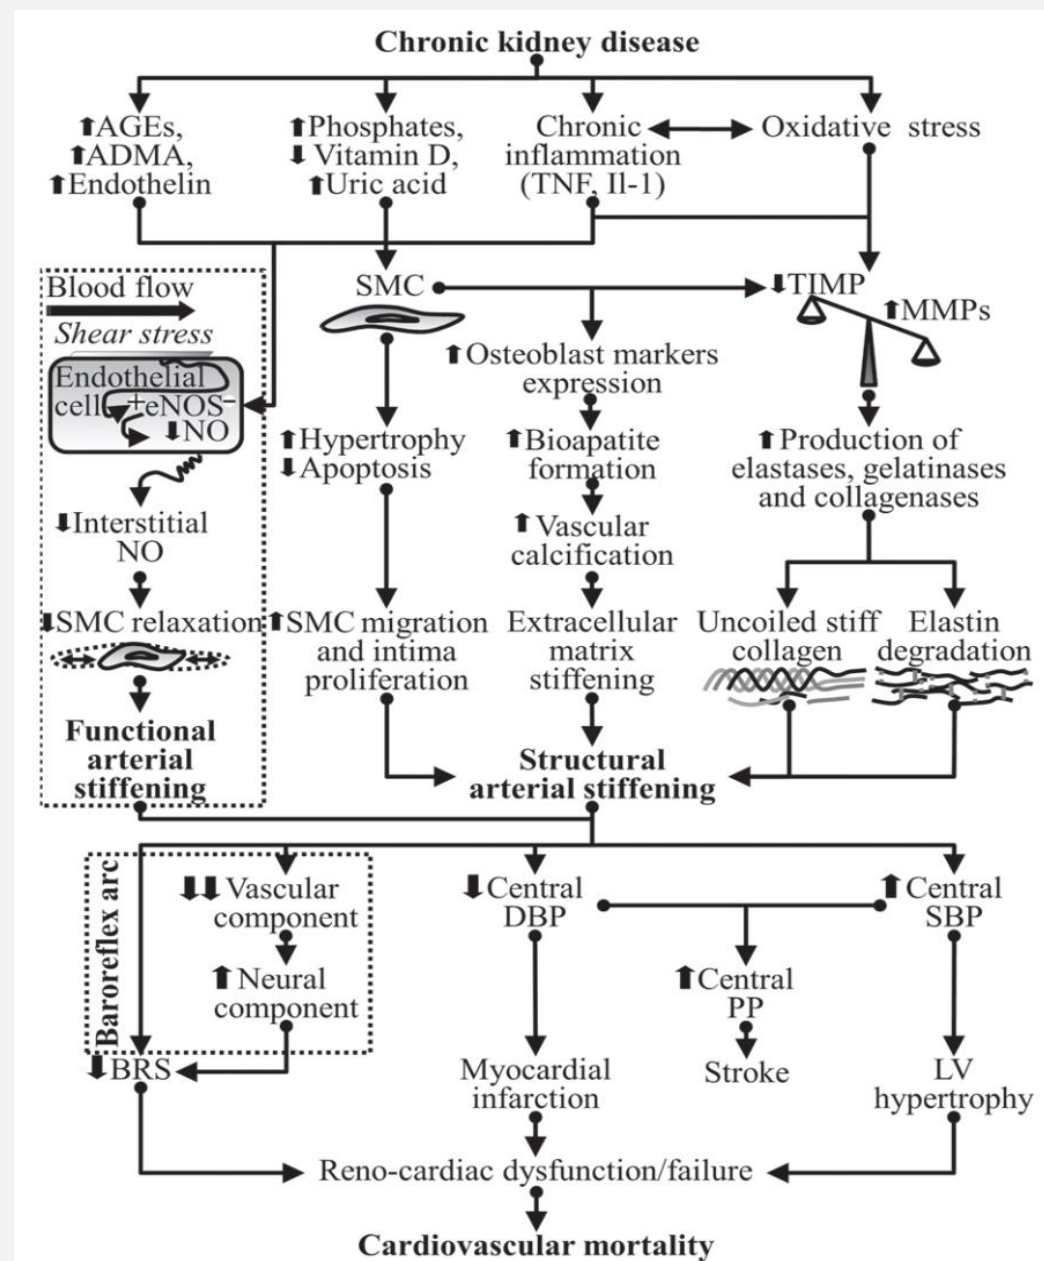 Chronic kidney disease
⬆AGEs,
⬆ADMA,
⬆Endothelin
⬆Phosphates,
⬇Vitamin D,
⬆Uric acid
Chronic
inflammation
(TNF, Il-1)
Oxidative stress
Blood flow
Shear stress
Endothelial
cell +eNOS−
⬇NO
⬇Interstitial
NO
⬇SMC relaxation
Functional
arterial
stiffening
SMC
⬆Hypertrophy
⬇Apoptosis
⬆SMC migration
and intima
proliferation
⬆Osteoblast markers
expression
⬆Bioapatite
formation
⬆Vascular
calcification
Extracellular
matrix
stiffening
⬇TIMP
⬆MMPs
⬆Production of
elastases, gelatinases
and collagenases
Uncoiled stiff
collagen
Elastin
degradation
Structural
arterial stiffening
Baroreflex arc
⬇⬇Vascular
component
⬆Neural
component
⬇BRS
⬇Central
DBP
⬆Central
SBP
⬆Central
PP
Myocardial
infarction
Stroke
LV
hypertrophy
Reno-cardiac dysfunction/failure
Cardiovascular mortality